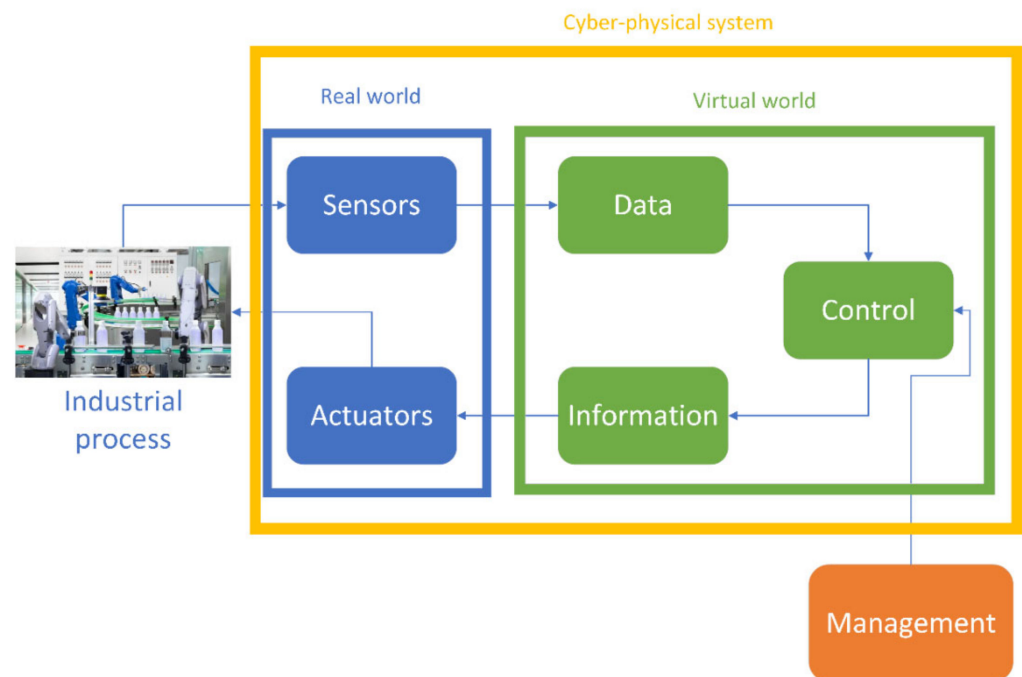 Cyber-physical system
Real world
Virtual world
Sensors
Data
Control
Industrial
process
Actuators
Information
Management